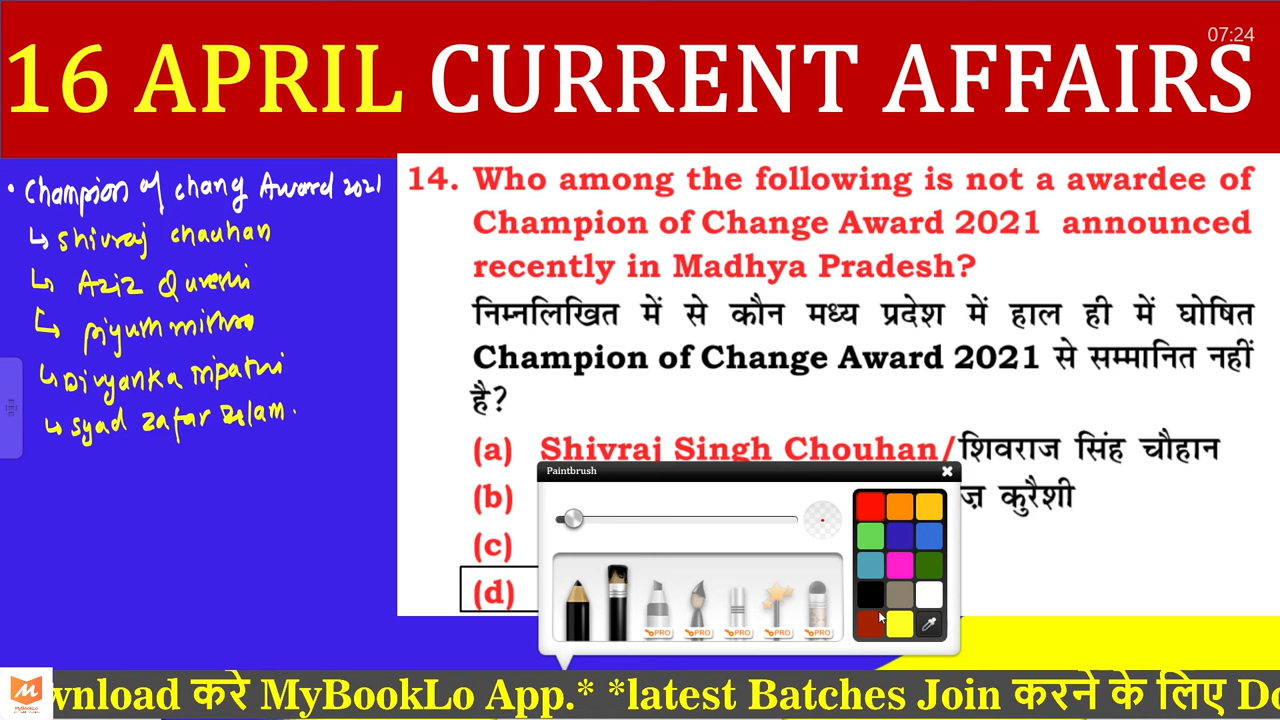 07:24
16 APRIL CURRENT AFFAIRS
• Champion of chang Award 2021
↳ Shivraj chauhan
↳ Aziz Qureshi
↳ piyush mishra
↳ Divyanka Tripathi
↳ Syad zafar Islam.
14. Who among the following is not a awardee of
Champion of Change Award 2021 announced
recently in Madhya Pradesh?
निम्नलिखित में से कौन मध्य प्रदेश में हाल ही में घोषित
Champion of Change Award 2021 से सम्मानित नहीं
है?
(a) Shivraj Singh Chouhan/शिवराज सिंह चौहान
(b) ज़ कुरैशी
(c)
(d)
Paintbrush
PRO PRO PRO PRO PRO
MyBookLo
wnload करे MyBookLo App.* *latest Batches Join करने के लिए Do